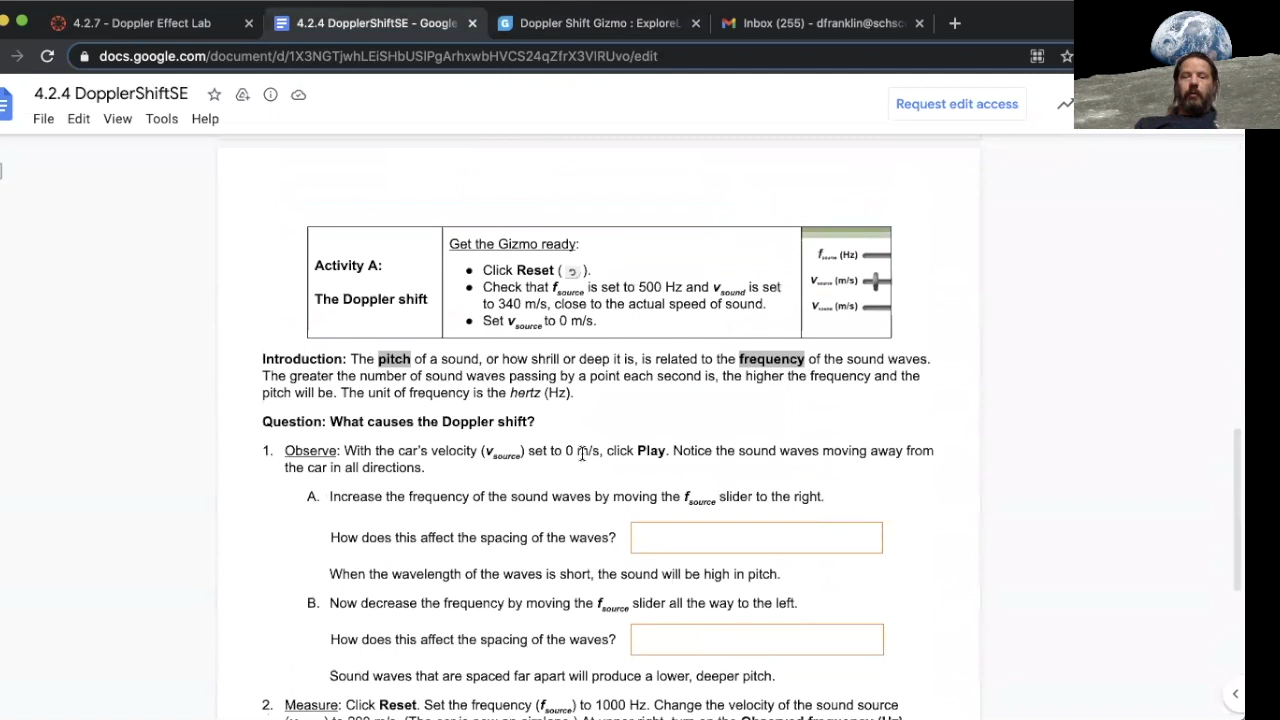 4.2.7 - Doppler Effect Lab
4.2.4 DopplerShiftSE - Google
Doppler Shift Gizmo : ExploreL
Inbox (255) - dfranklin@schsc
docs.google.com/document/d/1X3NGTjwhLEiSHbUSlPgArhxwbHVCS24qZfrX3VlRUvo/edit
4.2.4 DopplerShiftSE
Request edit access
File Edit View Tools Help
Activity A:
The Doppler shift
Get the Gizmo ready:
● Click Reset ( ).
● Check that fsource is set to 500 Hz and vsound is set
to 340 m/s, close to the actual speed of sound.
● Set vsource to 0 m/s.
fsource (Hz)
Vsource (m/s)
Vsound (m/s)
Introduction: The pitch of a sound, or how shrill or deep it is, is related to the frequency of the sound waves.
The greater the number of sound waves passing by a point each second is, the higher the frequency and the
pitch will be. The unit of frequency is the hertz (Hz).
Question: What causes the Doppler shift?
1. Observe: With the car's velocity (vsource) set to 0 m/s, click Play. Notice the sound waves moving away from
the car in all directions.
A. Increase the frequency of the sound waves by moving the fsource slider to the right.
How does this affect the spacing of the waves?
When the wavelength of the waves is short, the sound will be high in pitch.
B. Now decrease the frequency by moving the fsource slider all the way to the left.
How does this affect the spacing of the waves?
Sound waves that are spaced far apart will produce a lower, deeper pitch.
2. Measure: Click Reset. Set the frequency (fsource) to 1000 Hz. Change the velocity of the sound source